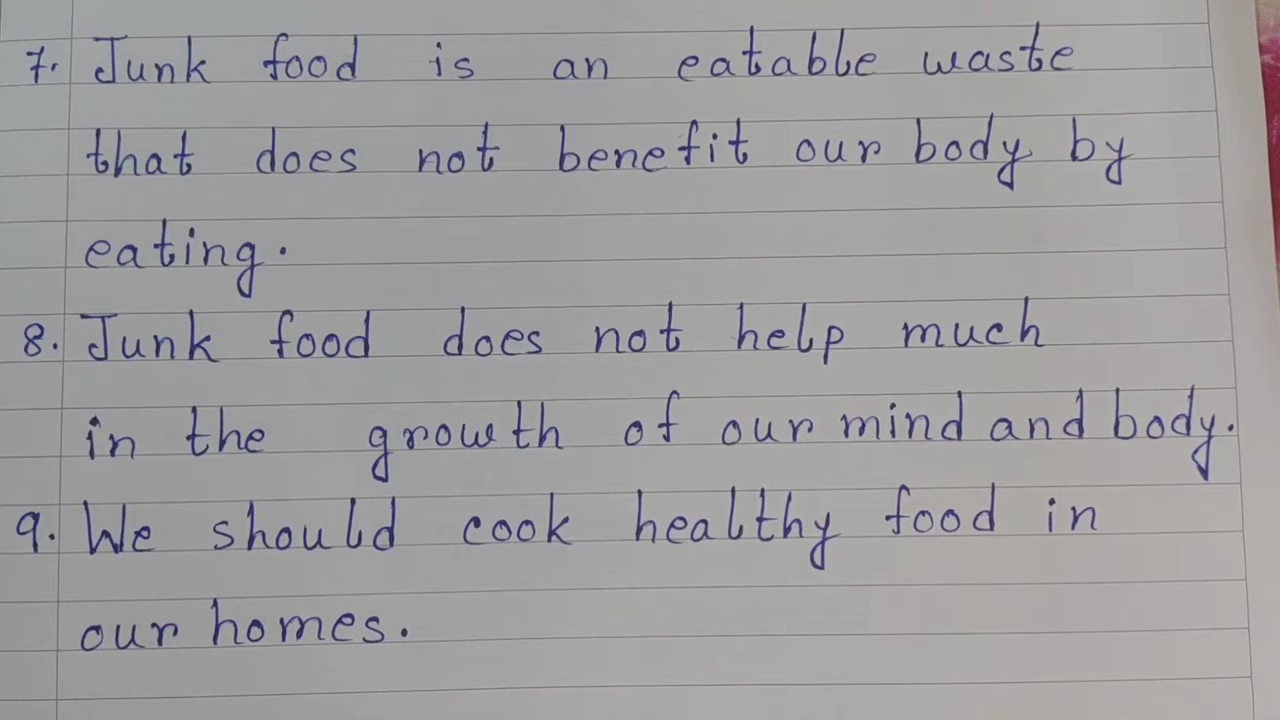 7. Junk food is an eatable waste
that does not benefit our body by
eating.
8. Junk food does not help much
in the growth of our mind and body.
9. We should cook healthy food in
our homes.